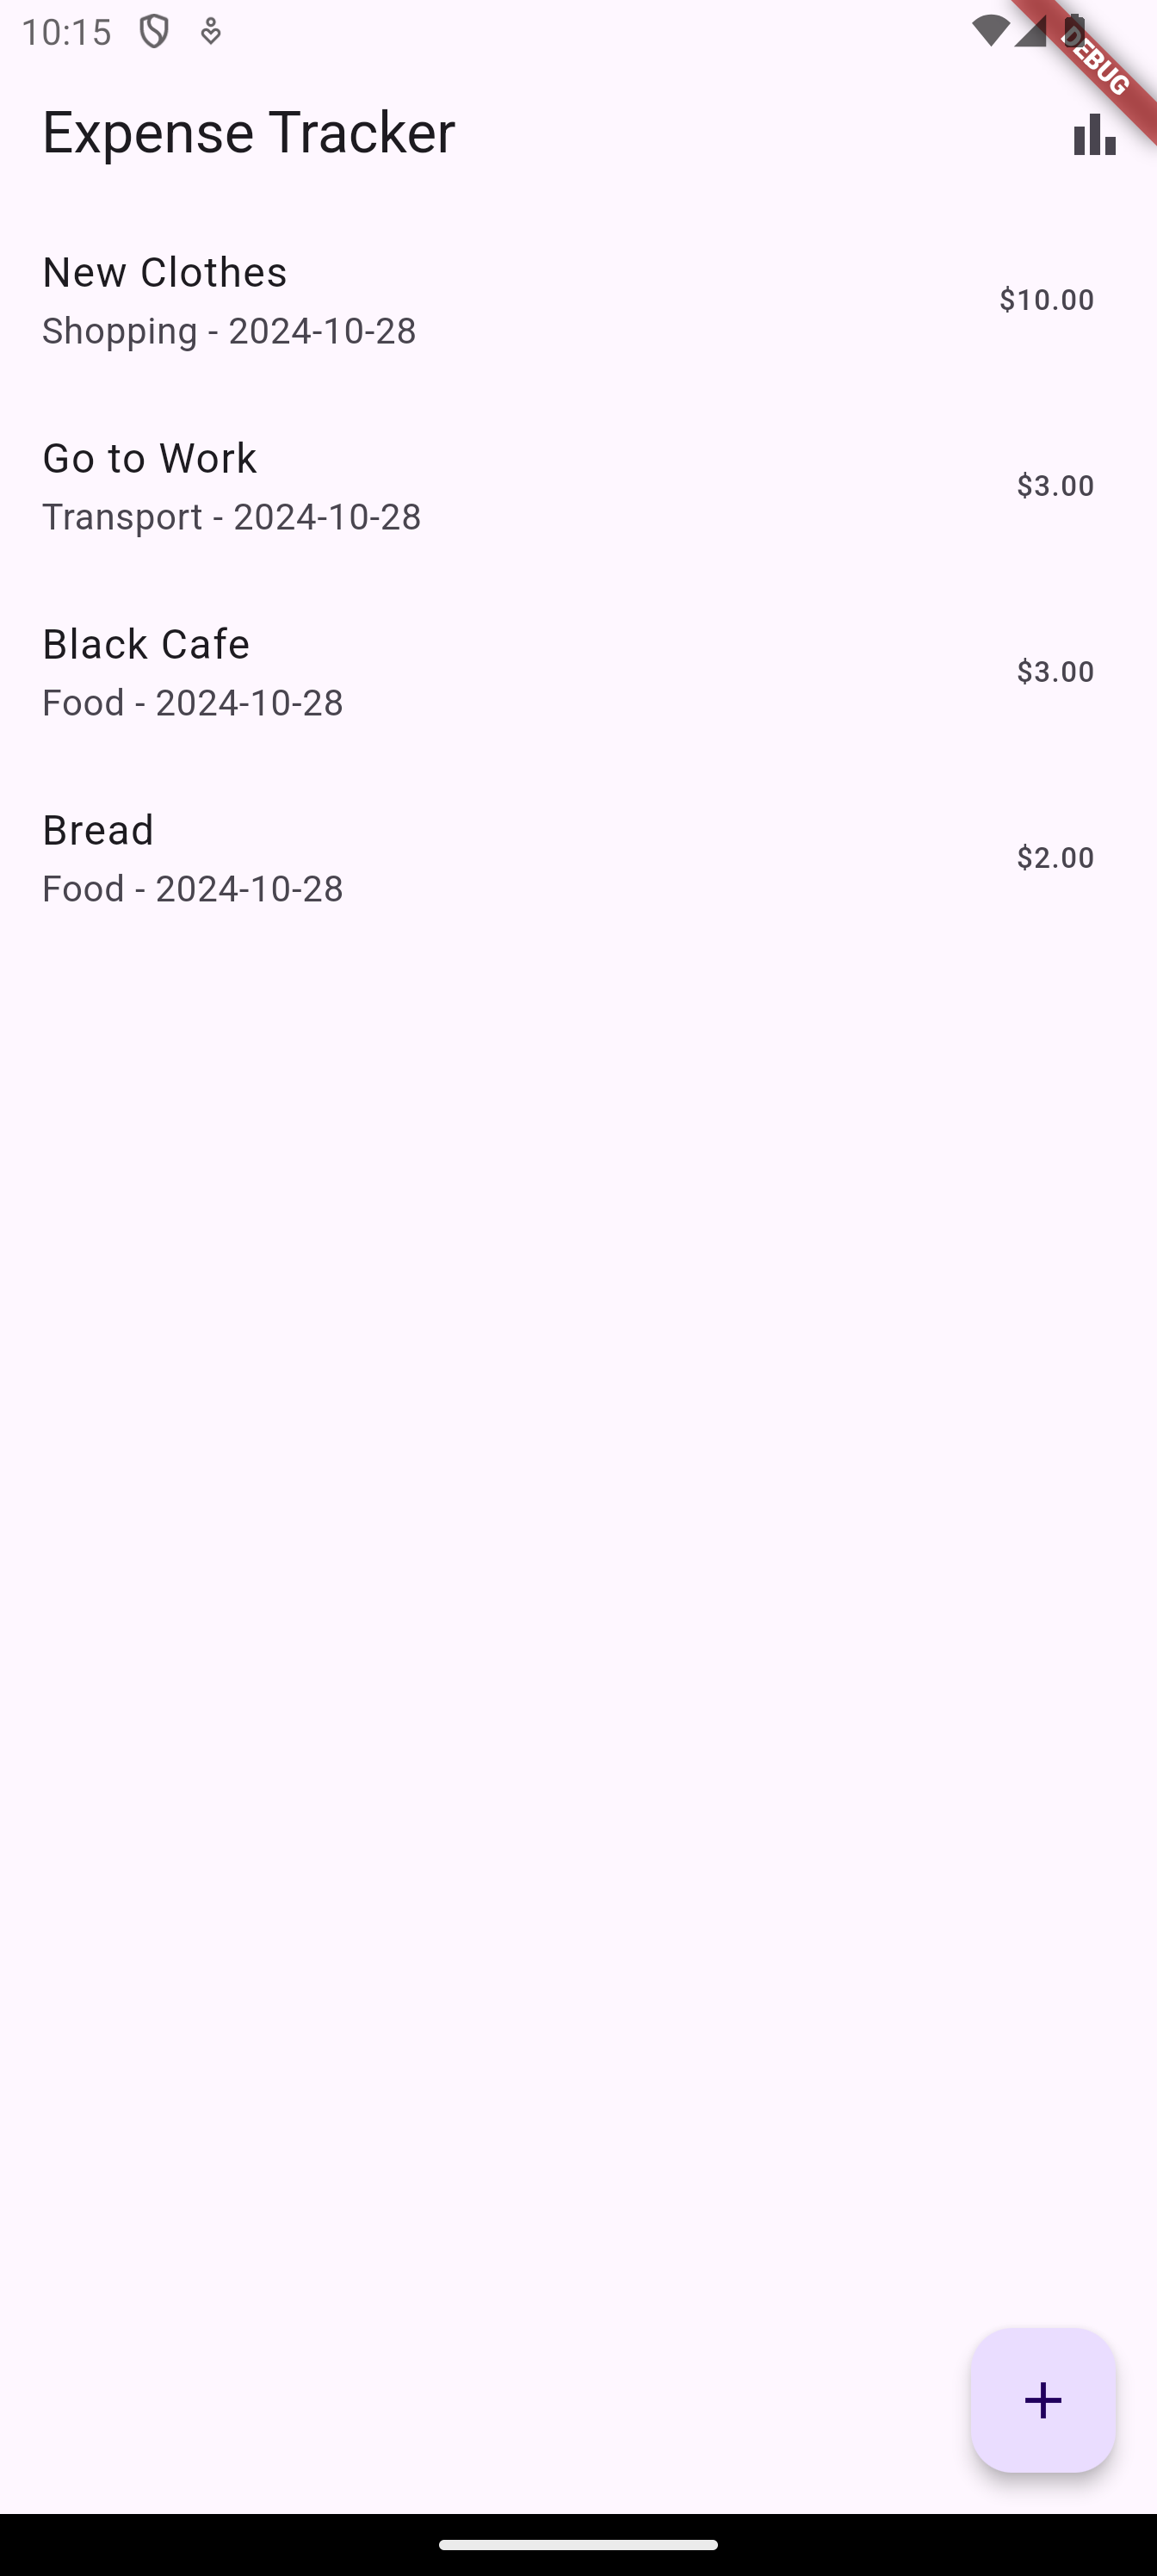 10:15
DEBUG
Expense Tracker
New Clothes
$10.00
Shopping - 2024-10-28
Go to Work
$3.00
Transport - 2024-10-28
Black Cafe
$3.00
Food - 2024-10-28
Bread
$2.00
Food - 2024-10-28